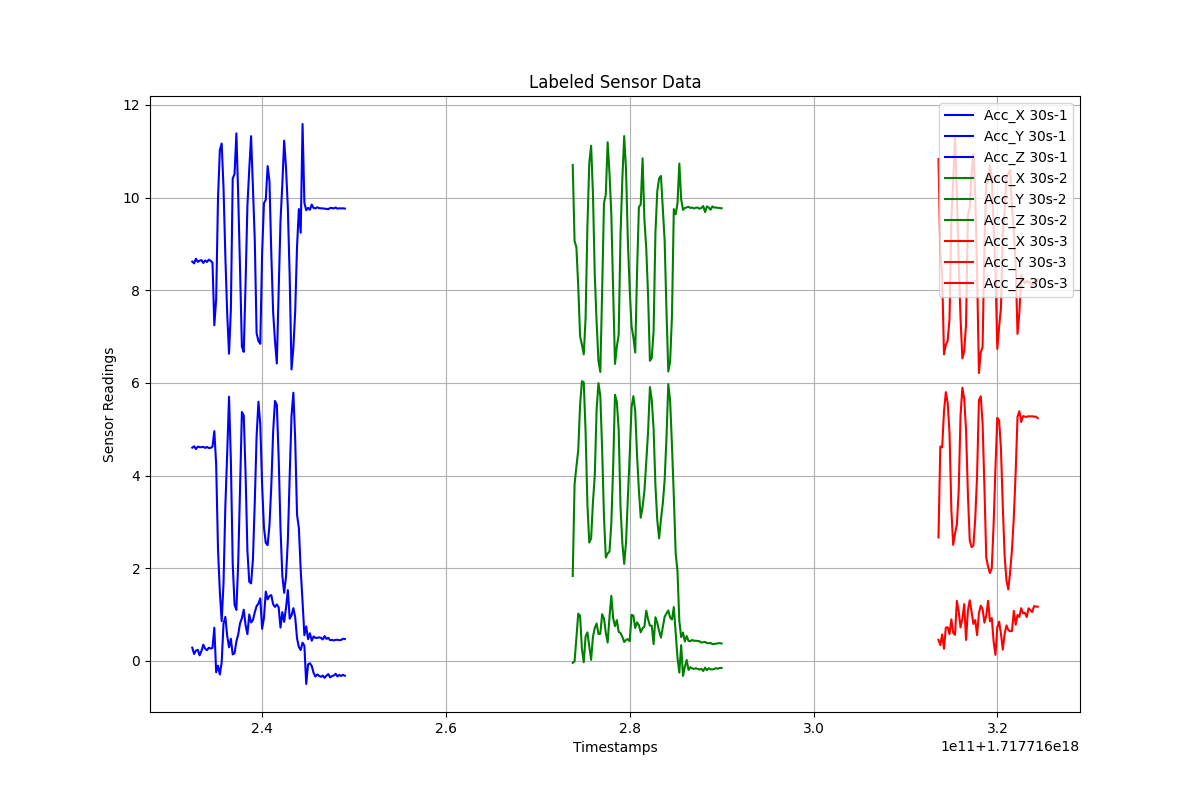 Labeled Sensor Data
12
10
8
6
4
2
0
Sensor Readings
Acc_X 30s-1
Acc_Y 30s-1
Acc_Z 30s-1
Acc_X 30s-2
Acc_Y 30s-2
Acc_Z 30s-2
Acc_X 30s-3
Acc_Y 30s-3
Acc_Z 30s-3
2.4 2.6 2.8 3.0 3.2
Timestamps
1e11+1.717716e18